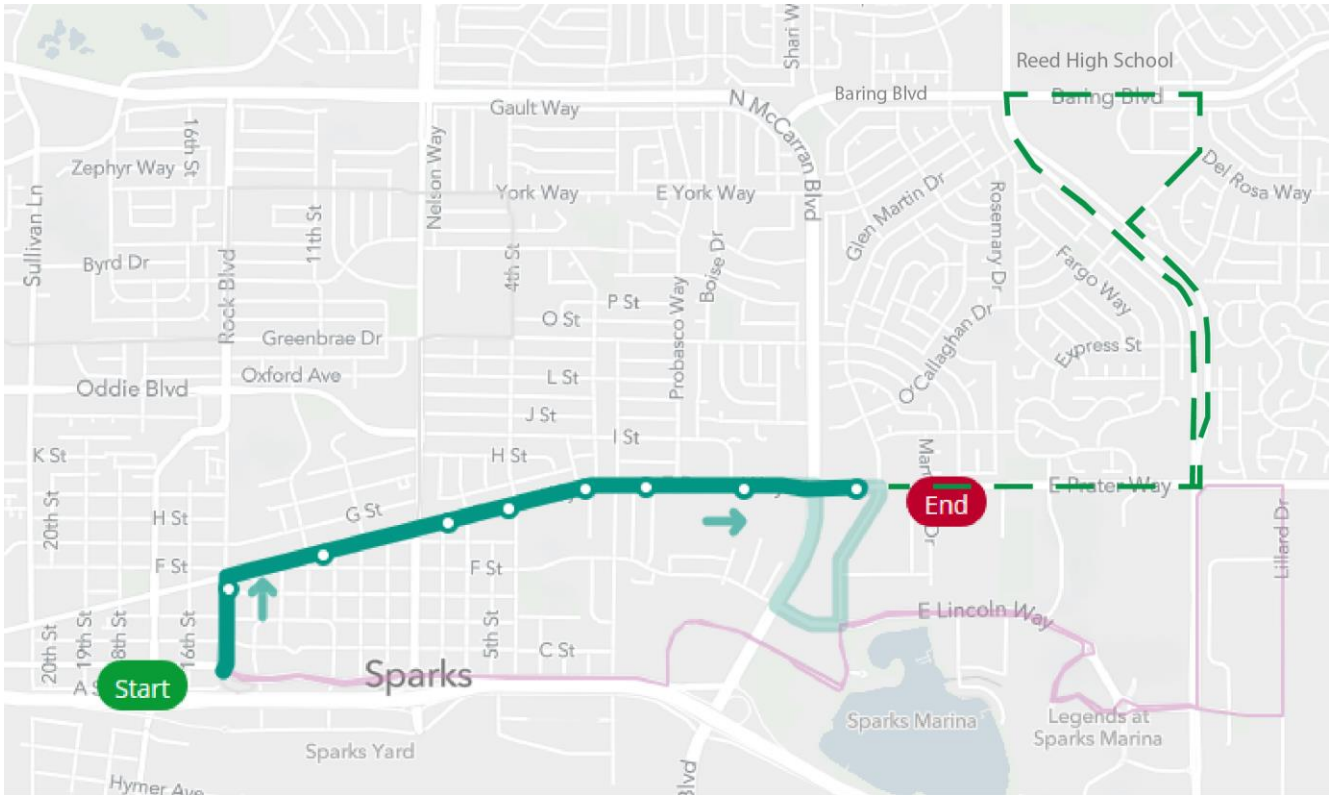 Reed High School
Shari W
Baring Blvd
Baring Blvd
Gault Way
N McCarran Blvd
16th St
Zephyr Way
Nelson Way
York Way
E York Way
Del Rosa Way
Glen Martin Dr
Rosemary Dr
Sullivan Ln
11th St
Byrd Dr
4th St
Boise Dr
Fargo Way
Rock Blvd
Probasco Way
P St
O St
Greenbrae Dr
O'Callaghan Dr
Express St
Oddie Blvd
Oxford Ave
L St
J St
I St
K St
H St
E Prater Way
End
20th St
H St
G St
F St
F St
Lillard Dr
E Lincoln Way
20th St
19th St
18th St
16th St
5th St
C St
Start
Sparks
Sparks Marina
Legends at
Sparks Marina
Sparks Yard
Blvd
Hymer Ave